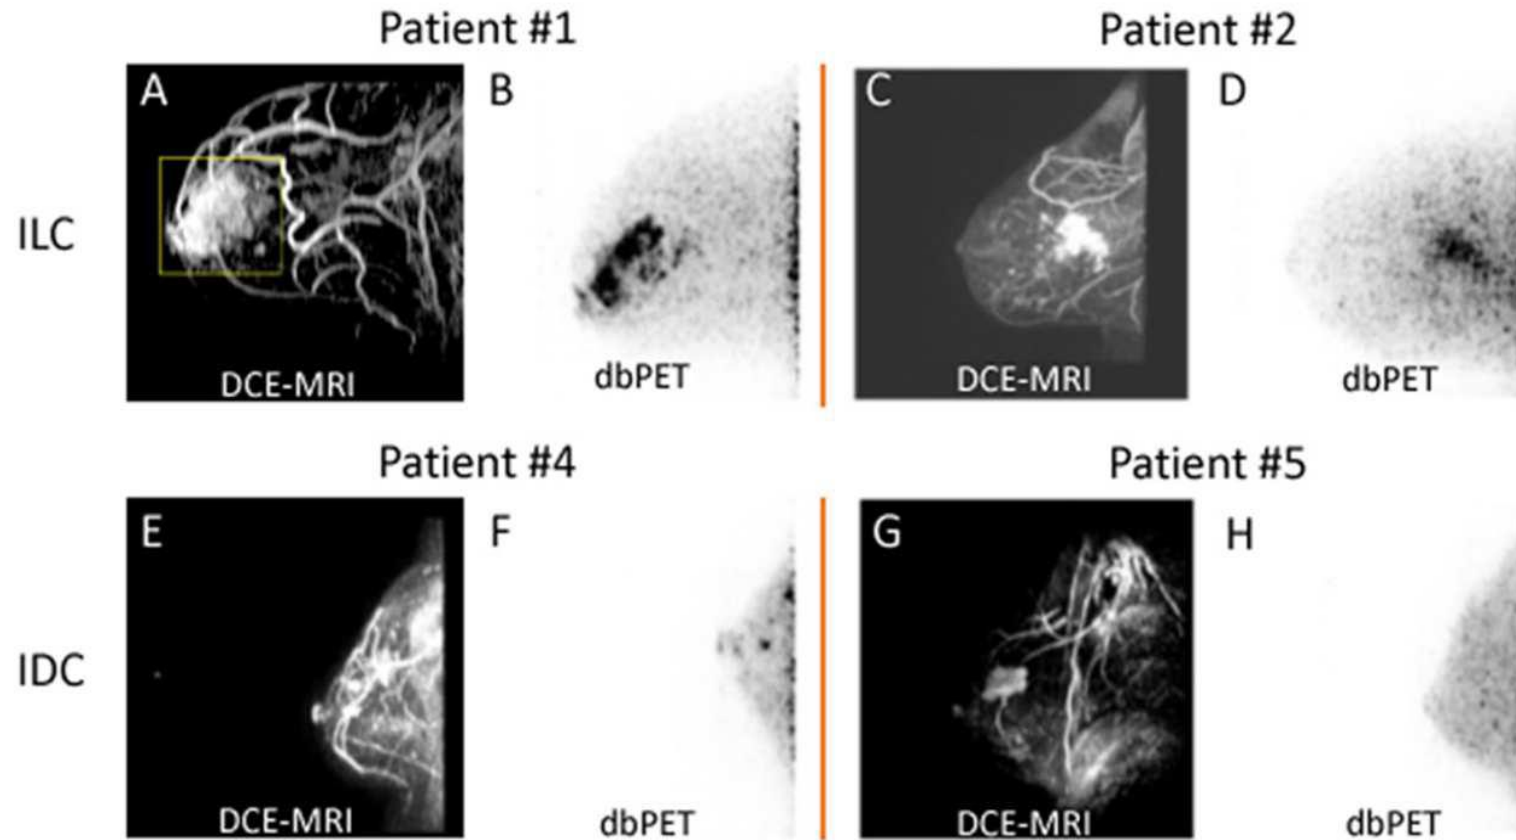 Patient #1
Patient #2
A
B
C
D
ILC
DCE-MRI
dbPET
DCE-MRI
dbPET
Patient #4
Patient #5
E
F
G
H
IDC
DCE-MRI
dbPET
DCE-MRI
dbPET